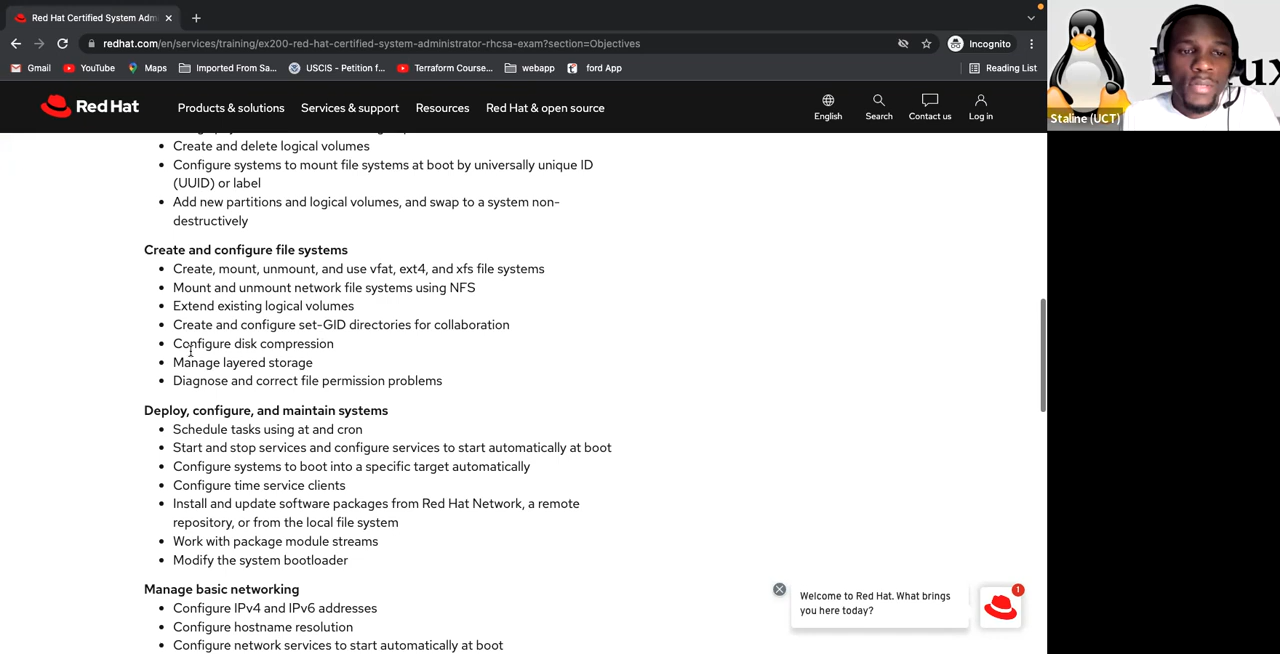 Red Hat Certified System Adm
redhat.com/en/services/training/ex200-red-hat-certified-system-administrator-rhcsa-exam?section=Objectives
Incognito
Gmail
YouTube
Maps
Imported From Sa...
USCIS - Petition f...
Terraform Course...
webapp
ford App
Reading List
Red Hat
Products & solutions
Services & support
Resources
Red Hat & open source
English
Search
Contact us
Log in
Staline (UCT)
• Create and delete logical volumes
• Configure systems to mount file systems at boot by universally unique ID
(UUID) or label
• Add new partitions and logical volumes, and swap to a system non-
destructively
Create and configure file systems
• Create, mount, unmount, and use vfat, ext4, and xfs file systems
• Mount and unmount network file systems using NFS
• Extend existing logical volumes
• Create and configure set-GID directories for collaboration
• Configure disk compression
• Manage layered storage
• Diagnose and correct file permission problems
Deploy, configure, and maintain systems
• Schedule tasks using at and cron
• Start and stop services and configure services to start automatically at boot
• Configure systems to boot into a specific target automatically
• Configure time service clients
• Install and update software packages from Red Hat Network, a remote
repository, or from the local file system
• Work with package module streams
• Modify the system bootloader
Manage basic networking
• Configure IPv4 and IPv6 addresses
• Configure hostname resolution
• Configure network services to start automatically at boot
Welcome to Red Hat. What brings
you here today?
1